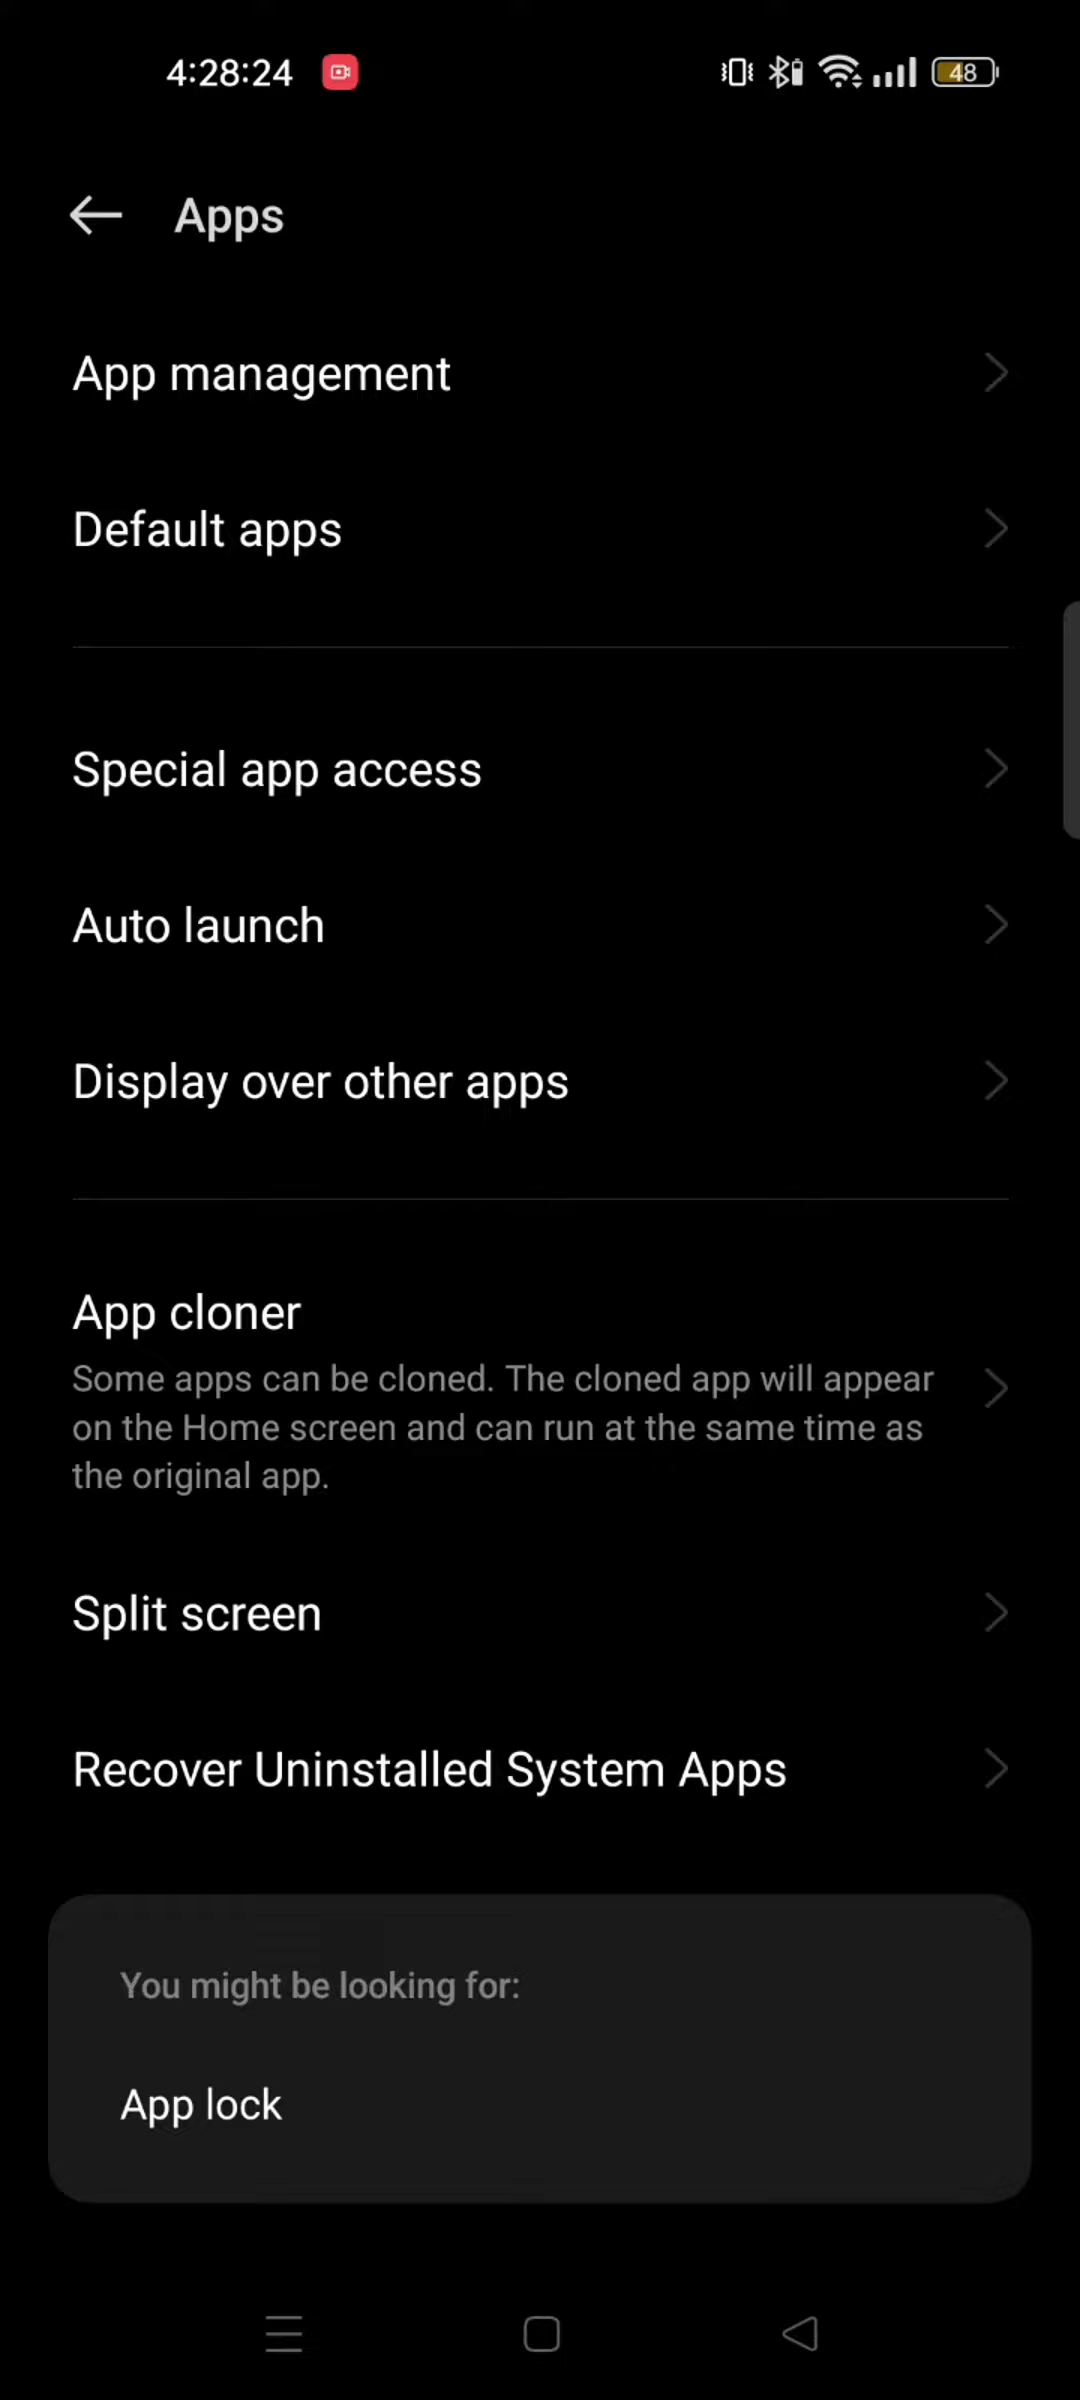 4:28:24
48
Apps
App management
Default apps
Special app access
Auto launch
Display over other apps
App cloner
Some apps can be cloned. The cloned app will appear
on the Home screen and can run at the same time as
the original app.
Split screen
Recover Uninstalled System Apps
You might be looking for:
App lock